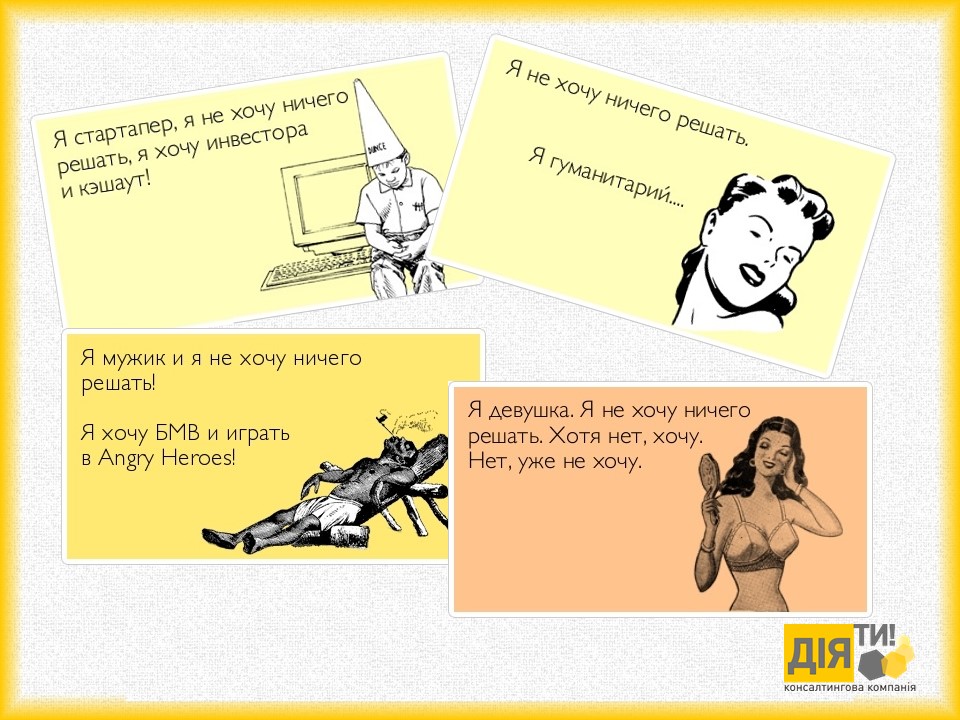 Я стартапер, я не хочу ничего
решать, я хочу инвестора
и кэшаут!
DUNCE
Я не хочу ничего решать.
Я гуманитарий....
Я мужик и я не хочу ничего
решать!
Я хочу БМВ и играть
в Angry Heroes!
Я девушка. Я не хочу ничего
решать. Хотя нет, хочу.
Нет, уже не хочу.
ДІЯТИ!
консалтингова компанія